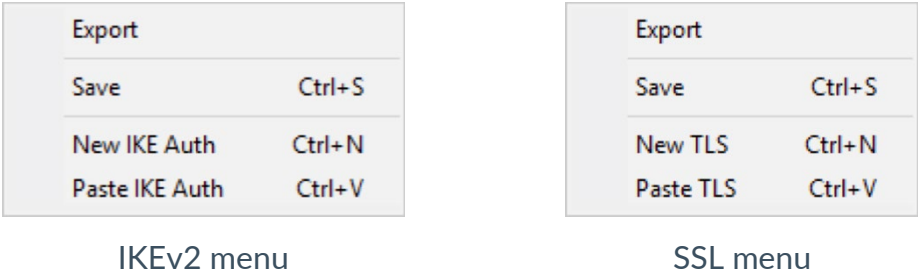 Export
Save Ctrl+S
New IKE Auth Ctrl+N
Paste IKE Auth Ctrl+V
IKEv2 menu
Export
Save Ctrl+S
New TLS Ctrl+N
Paste TLS Ctrl+V
SSL menu